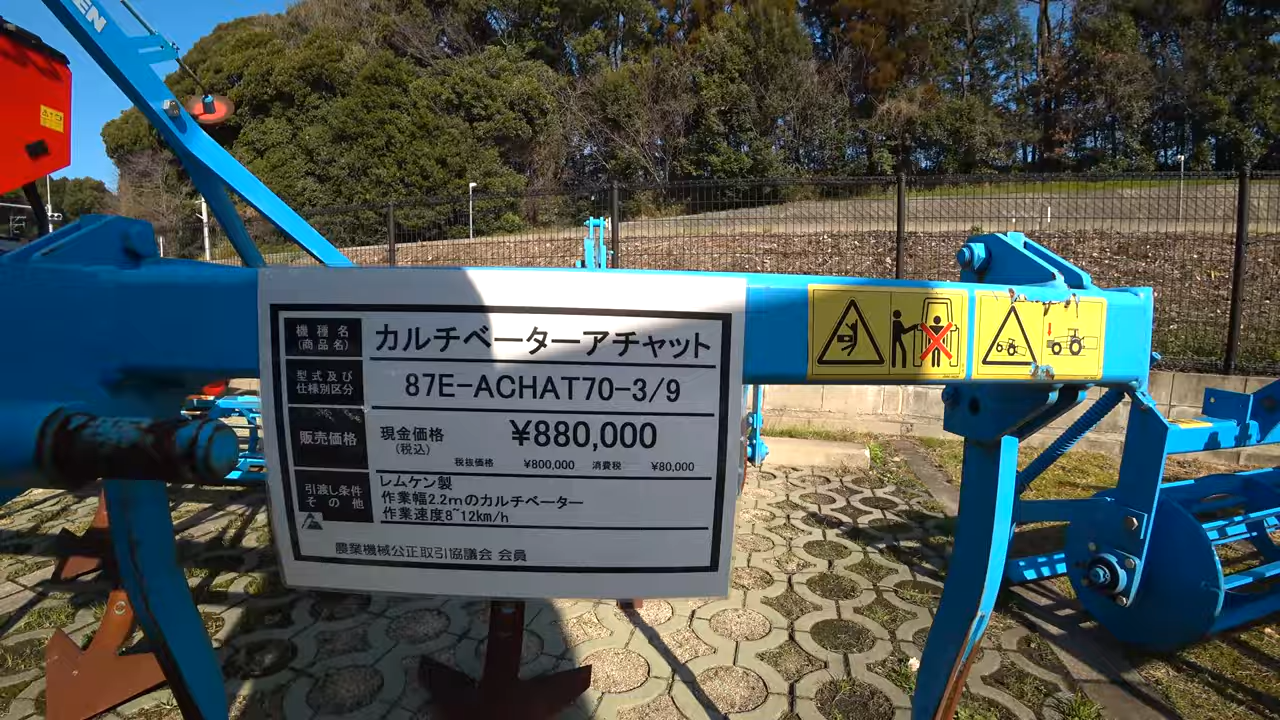 EN
機種名
(商品名)
カルチベーターアチャット
型式及び
仕様別区分
87E-ACHAT70-3/9
販売価格
現金価格
(税込)
¥880,000
税抜価格 ¥800,000 消費税 ¥80,000
引渡し条件
その他
レムケン製
作業幅2.2mのカルチベーター
作業速度8~12km/h
農業機械公正取引協議会 会員